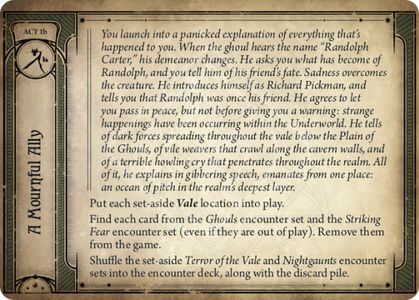 ACT 1b
A Mournful Ally
You launch into a panicked explanation of everything that's
happened to you. When the ghoul hears the name “Randolph
Carter,” his demeanor changes. He asks you what has become of
Randolph, and you tell him of his friend's fate. Sadness overcomes
the creature. He introduces himself as Richard Pickman, and
tells you that Randolph was once his friend. He agrees to let
you pass in peace, but not before giving you a warning: strange
happenings have been occurring within the Underworld. He tells
of dark forces spreading throughout the vale below the Plain of
the Ghouls, of vile weavers that crawl along the cavern walls, and
of a terrible howling cry that penetrates throughout the realm. All
of it, he explains in gibbering speech, emanates from one place:
an ocean of pitch in the realm's deepest layer.
Put each set-aside Vale location into play.
Find each card from the Ghouls encounter set and the Striking
Fear encounter set (even if they are out of play). Remove them
from the game.
Shuffle the set-aside Terror of the Vale and Nightgaunts encounter
sets into the encounter deck, along with the discard pile.